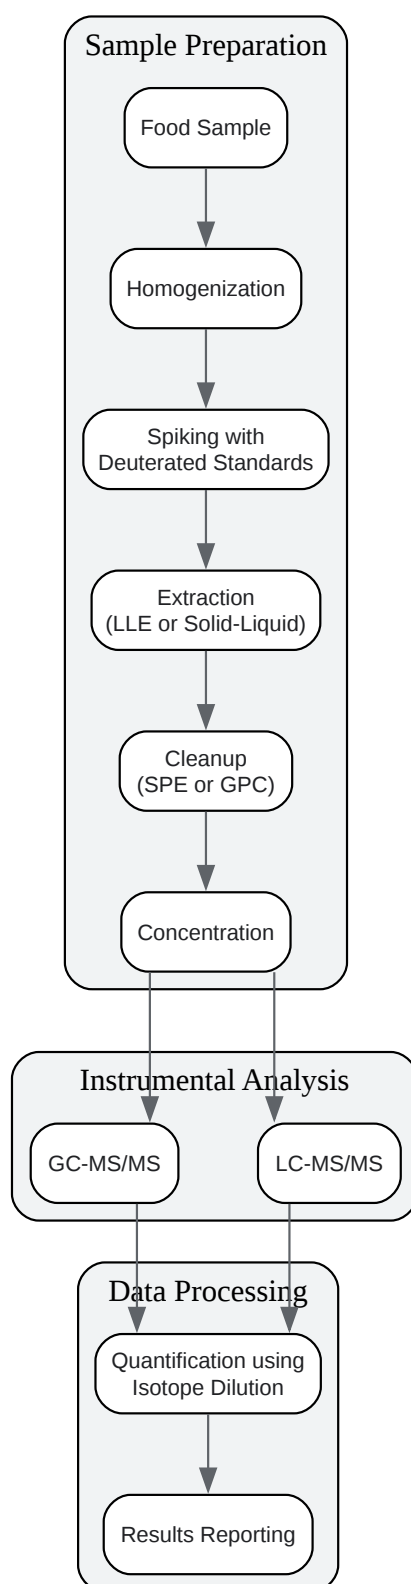 Sample Preparation
Food Sample
Homogenization
Spiking with
Deuterated Standards
Extraction
(LLE or Solid-Liquid)
Cleanup
(SPE or GPC)
Concentration
Instrumental Analysis
GC-MS/MS
LC-MS/MS
Data Processing
Quantification using
Isotope Dilution
Results Reporting